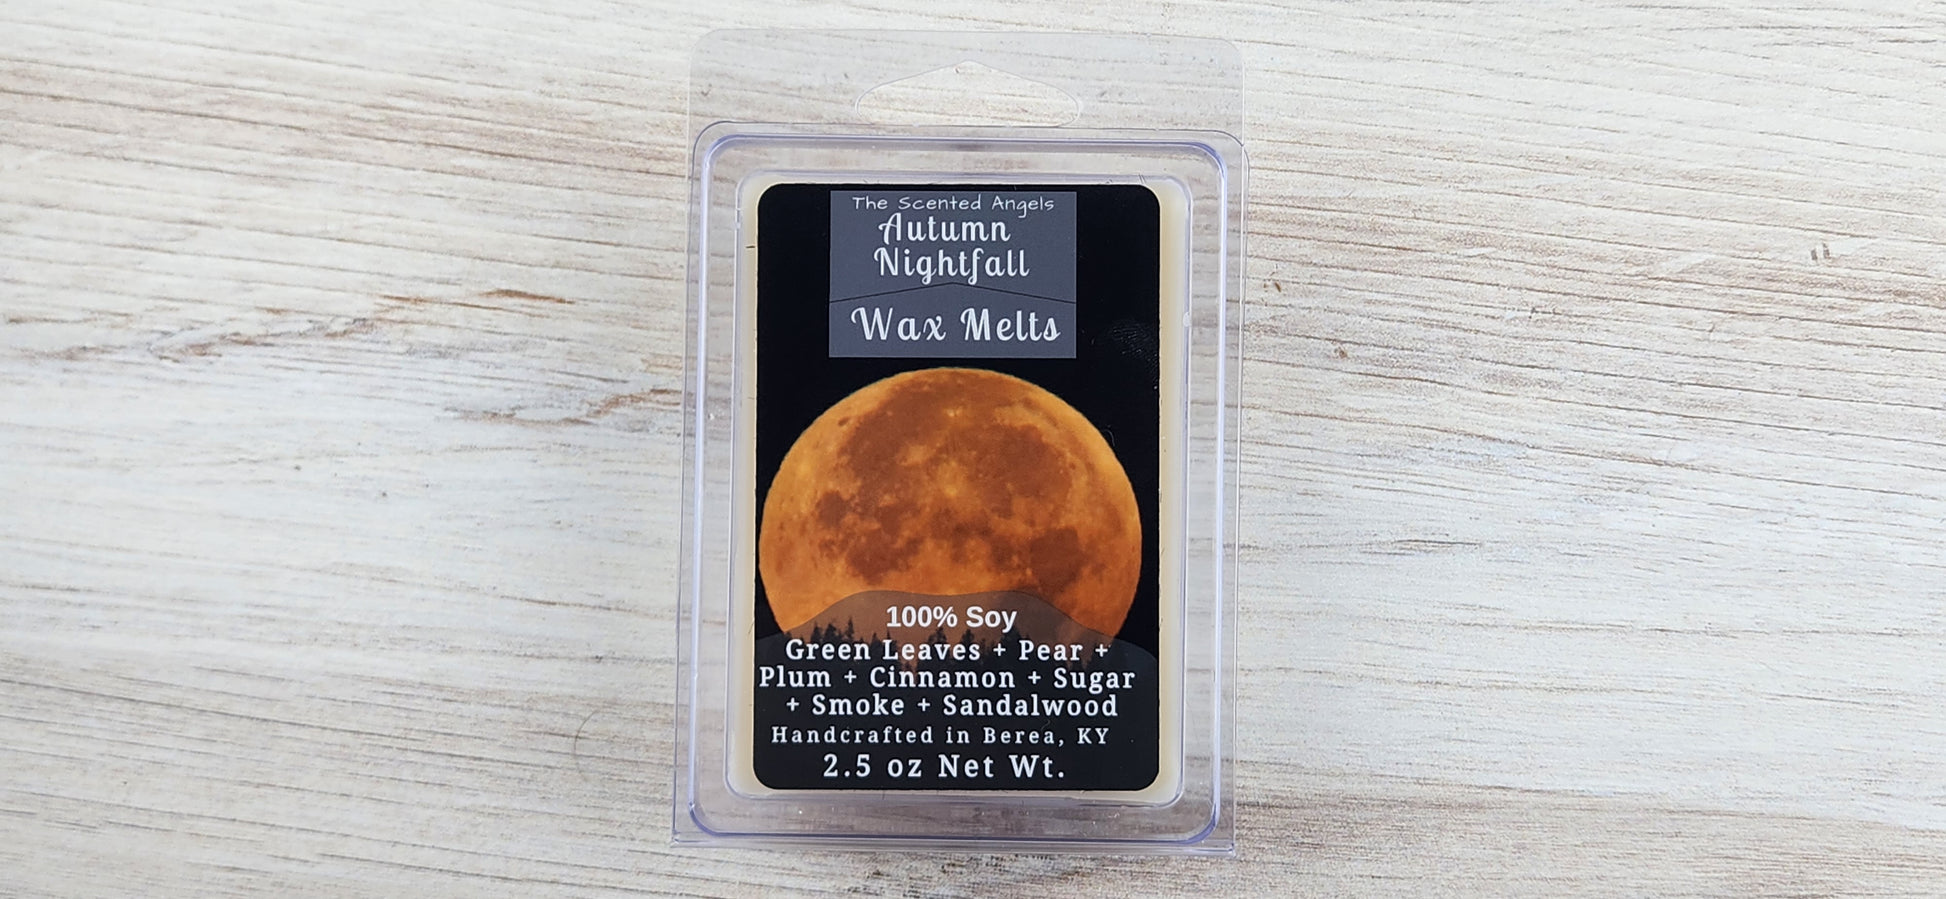 The Scented Angels
Autumn
Nightfall
Wax Melts
100% Soy
Green Leaves + Pear +
Plum + Cinnamon + Sugar
+ Smoke + Sandalwood
Handcrafted in Berea, KY
2.5 oz Net Wt.